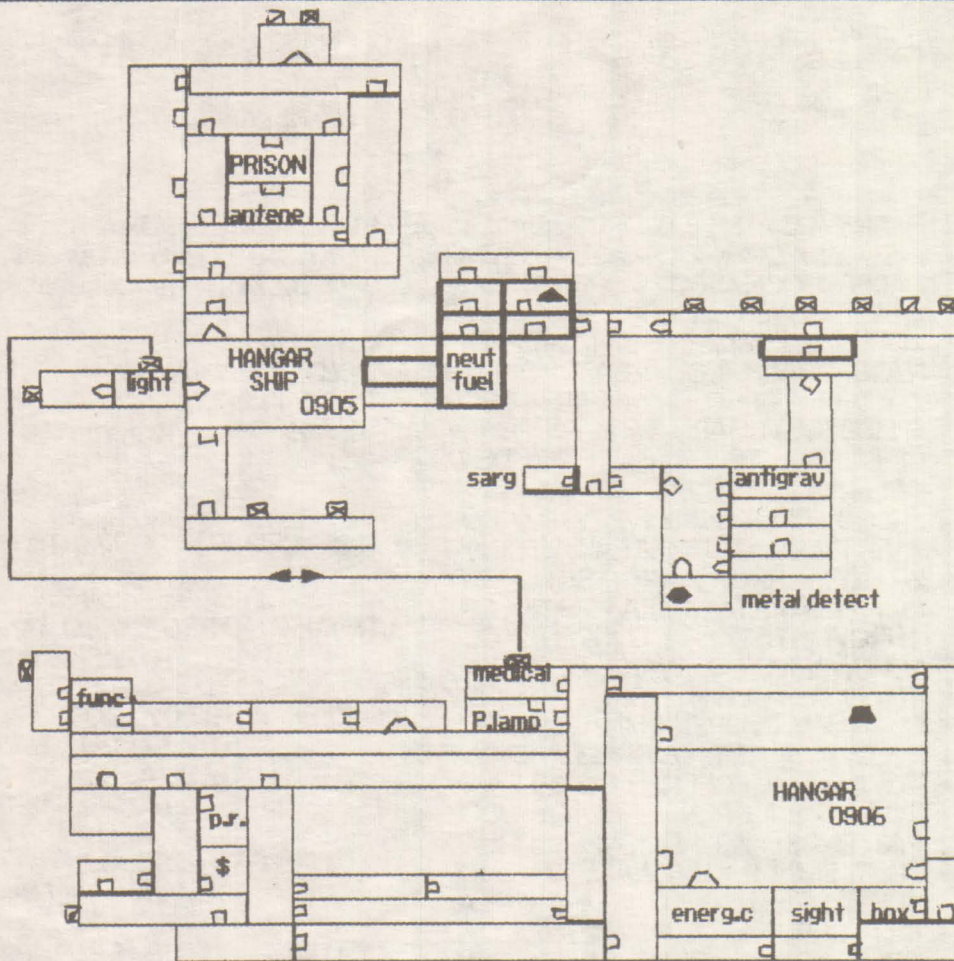 PRISON
antene
HANGAR
SHIP
0905
neut
fuel
light
sarg
antigrav
metal detect
medical
func.
P.lamp
p.r.
$
HANGAR
0906
energ.c
sight
box